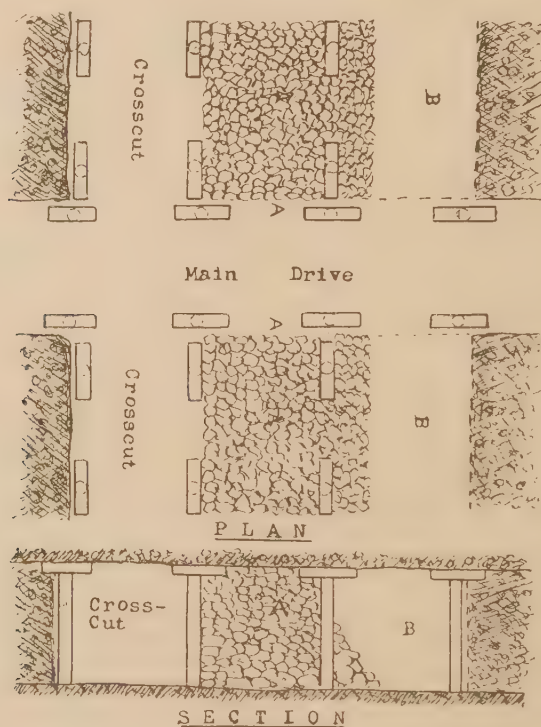 Crosscut
B
A
Main Drive
A
Crosscut
B
PLAN
Cross-
Cut
A
B
SECTION